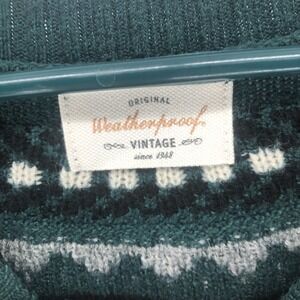 ORIGINAL
Weatherproof
VINTAGE
since 1948